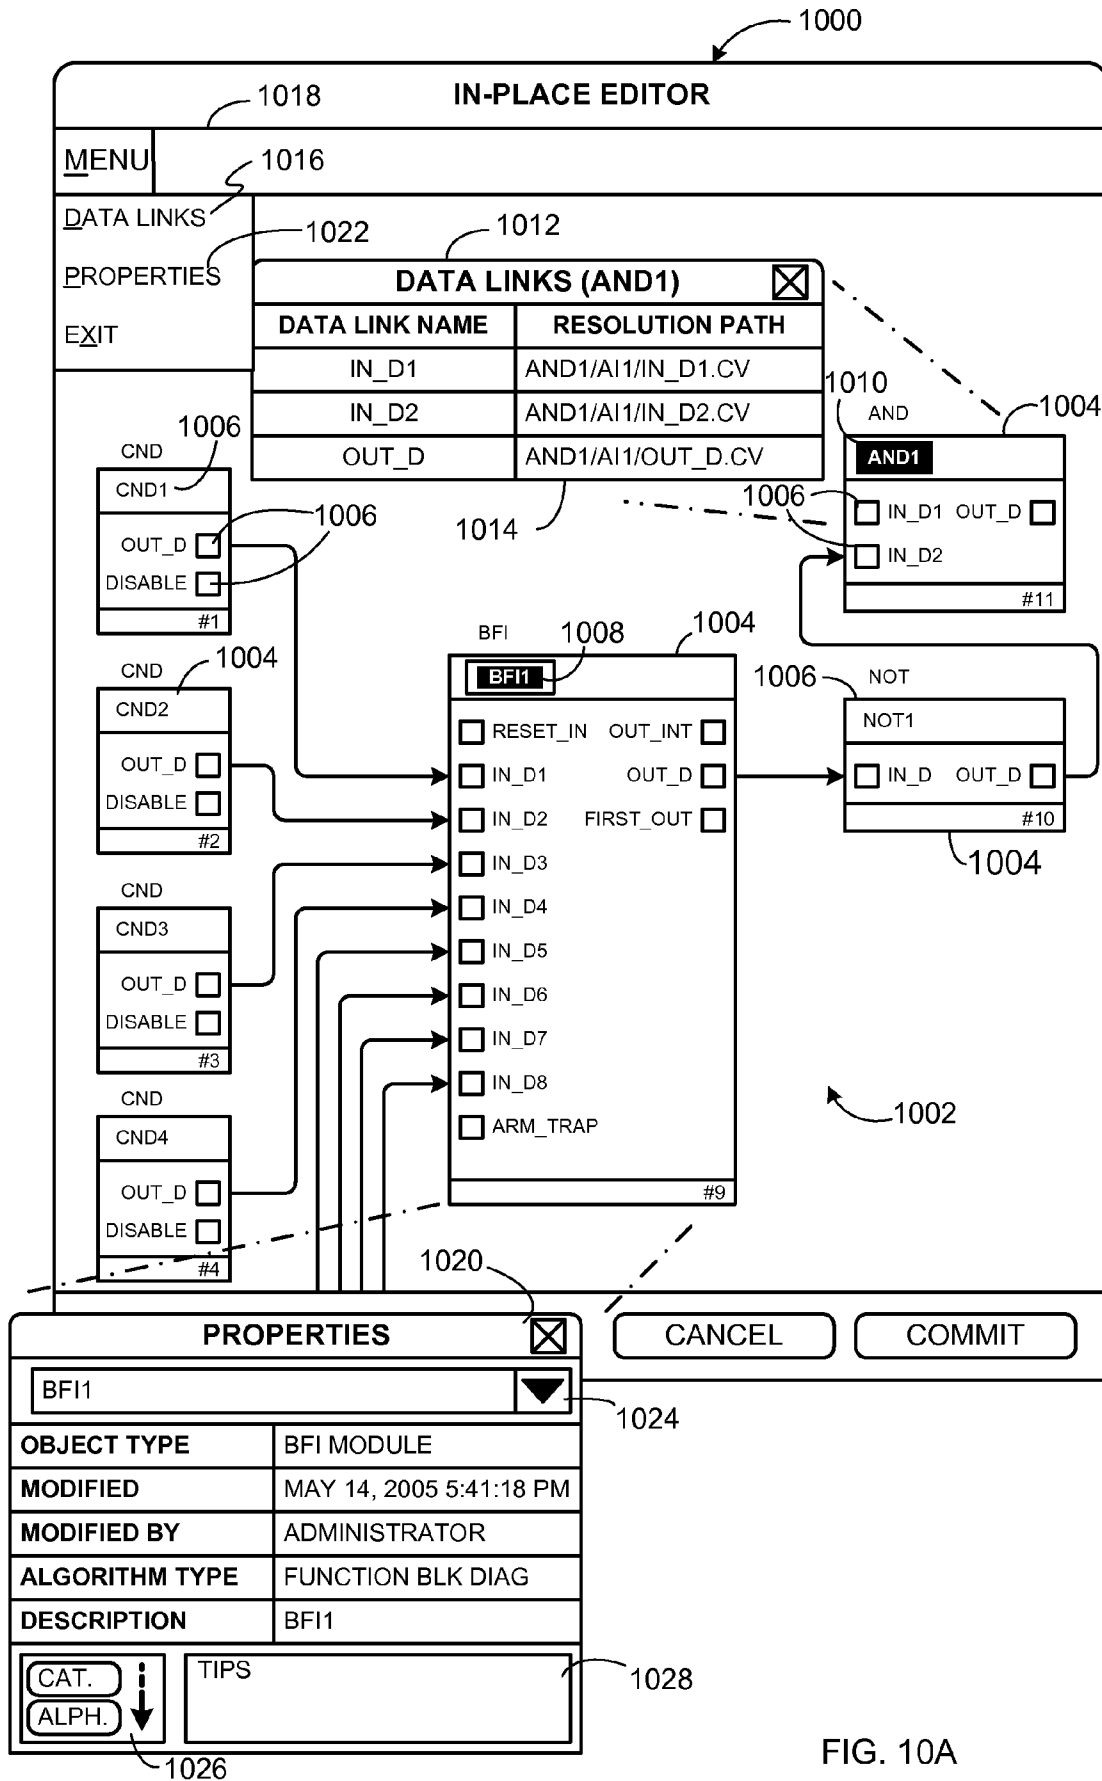 1000
IN-PLACE EDITOR
1018
MENU
1016
DATA LINKS
1022
PROPERTIES
EXIT
1012
DATA LINKS (AND1)
DATA LINK NAME RESOLUTION PATH
IN_D1 AND1/AI1/IN_D1.CV
IN_D2 AND1/AI1/IN_D2.CV
OUT_D AND1/AI1/OUT_D.CV
1014
1010
AND
1004
AND1
1006
IN_D1 OUT_D
IN_D2
#11
CND
1006
CND1
1006
OUT_D
DISABLE
#1
CND
1004
CND2
OUT_D
DISABLE
#2
CND
CND3
OUT_D
DISABLE
#3
CND
CND4
OUT_D
DISABLE
#4
BFI
1008
1004
BFI1
RESET_IN OUT_INT
IN_D1 OUT_D
IN_D2 FIRST_OUT
IN_D3
IN_D4
IN_D5
IN_D6
IN_D7
IN_D8
ARM_TRAP
#9
1006
NOT
NOT1
IN_D OUT_D
#10
1004
1002
1020
PROPERTIES
CANCEL
COMMIT
BFI1
1024
OBJECT TYPE BFI MODULE
MODIFIED MAY 14, 2005 5:41:18 PM
MODIFIED BY ADMINISTRATOR
ALGORITHM TYPE FUNCTION BLK DIAG
DESCRIPTION BFI1
CAT.
ALPH.
TIPS
1028
1026
FIG. 10A